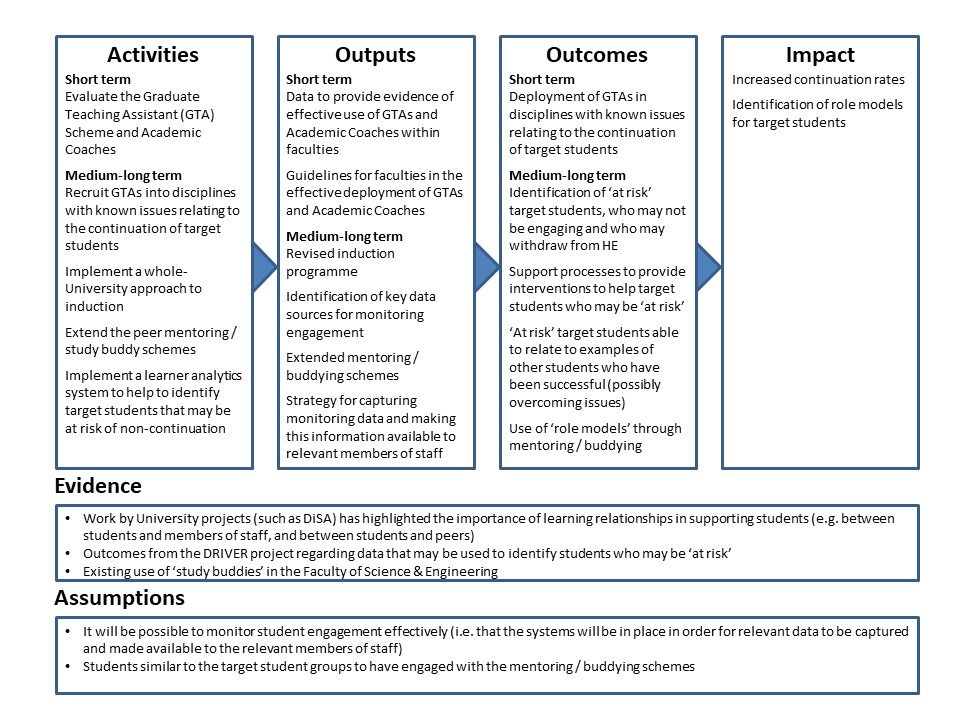 Activities
Short term
Evaluate the Graduate
Teaching Assistant (GTA)
Scheme and Academic
Coaches
Medium-long term
Recruit GTAs into disciplines
with known issues relating to
the continuation of target
students
Implement a whole-
University approach to
induction
Extend the peer mentoring /
study buddy schemes
Implement a learner analytics
system to help to identify
target students that may be
at risk of non-continuation
Outputs
Short term
Data to provide evidence of
effective use of GTAs and
Academic Coaches within
faculties
Guidelines for faculties in the
effective deployment of GTAs
and Academic Coaches
Medium-long term
Revised induction
programme
Identification of key data
sources for monitoring
engagement
Extended mentoring /
buddying schemes
Strategy for capturing
monitoring data and making
this information available to
relevant members of staff
Outcomes
Short term
Deployment of GTAs in
disciplines with known issues
relating to the continuation
of target students
Medium-long term
Identification of ‘at risk’
target students, who may not
be engaging and who may
withdraw from HE
Support processes to provide
interventions to help target
students who may be ‘at risk’
‘At risk’ target students able
to relate to examples of
other students who have
been successful (possibly
overcoming issues)
Use of ‘role models’ through
mentoring / buddying
Impact
Increased continuation rates
Identification of role models
for target students
Evidence
• Work by University projects (such as DiSA) has highlighted the importance of learning relationships in supporting students (e.g. between
students and members of staff, and between students and peers)
• Outcomes from the DRIVER project regarding data that may be used to identify students who may be ‘at risk’
• Existing use of ‘study buddies’ in the Faculty of Science & Engineering
Assumptions
• It will be possible to monitor student engagement effectively (i.e. that the systems will be in place in order for relevant data to be captured
and made available to the relevant members of staff)
• Students similar to the target student groups to have engaged with the mentoring / buddying schemes